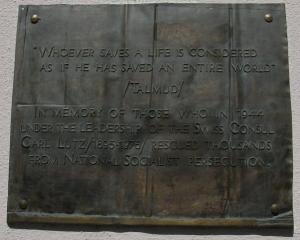 "WHOEVER SAVES A LIFE IS CONSIDERED
AS IF HE HAS SAVED AN ENTIRE WORLD"
/TALMUD/
IN MEMORY OF THOSE WHO IN 1944
UNDER THE LEADERSHIP OF THE SWISS CONSUL
CARL LUTZ /1895-1975/ RESCUED THOUSANDS
FROM NATIONAL SOCIALIST PERSECUTION.